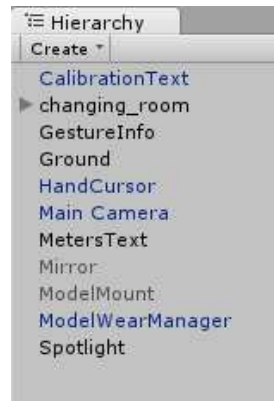 Hierarchy
Create
CalibrationText
changing_room
GestureInfo
Ground
HandCursor
Main Camera
MetersText
Mirror
ModelMount
ModelWearManager
Spotlight